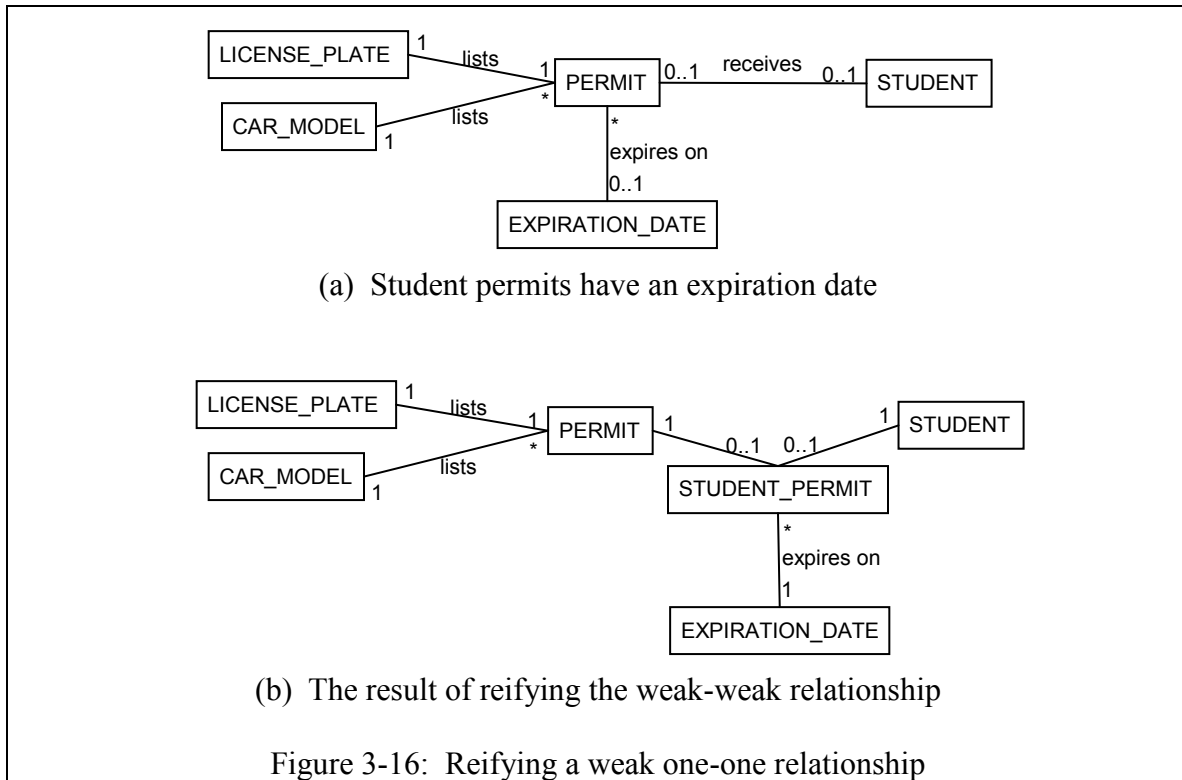 LICENSE_PLATE 1 lists 1 PERMIT 0..1 receives 0..1 STUDENT
CAR_MODEL 1 lists *
*
expires on
0..1
EXPIRATION_DATE
(a) Student permits have an expiration date
LICENSE_PLATE 1 lists 1 PERMIT 1 0..1 0..1 1 STUDENT
CAR_MODEL 1 lists * STUDENT_PERMIT
*
expires on
1
EXPIRATION_DATE
(b) The result of reifying the weak-weak relationship
Figure 3-16: Reifying a weak one-one relationship